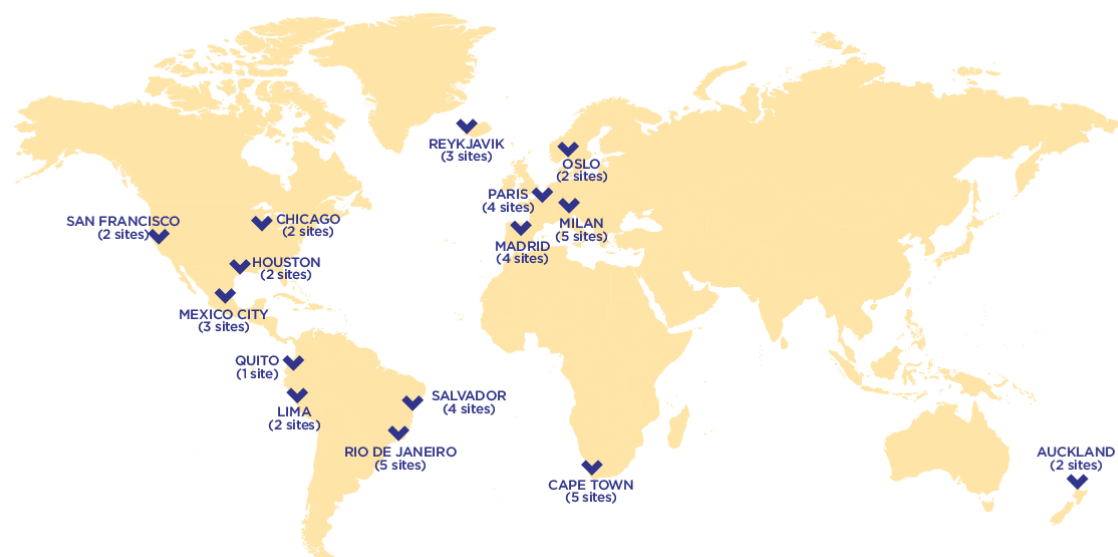 REYKJAVIK
(3 sites)
OSLO
(2 sites)
PARIS
(4 sites)
MILAN
(5 sites)
MADRID
(4 sites)
SAN FRANCISCO
(2 sites)
CHICAGO
(2 sites)
HOUSTON
(2 sites)
MEXICO CITY
(3 sites)
QUITO
(1 site)
LIMA
(2 sites)
SALVADOR
(4 sites)
RIO DE JANEIRO
(5 sites)
CAPE TOWN
(5 sites)
AUCKLAND
(2 sites)